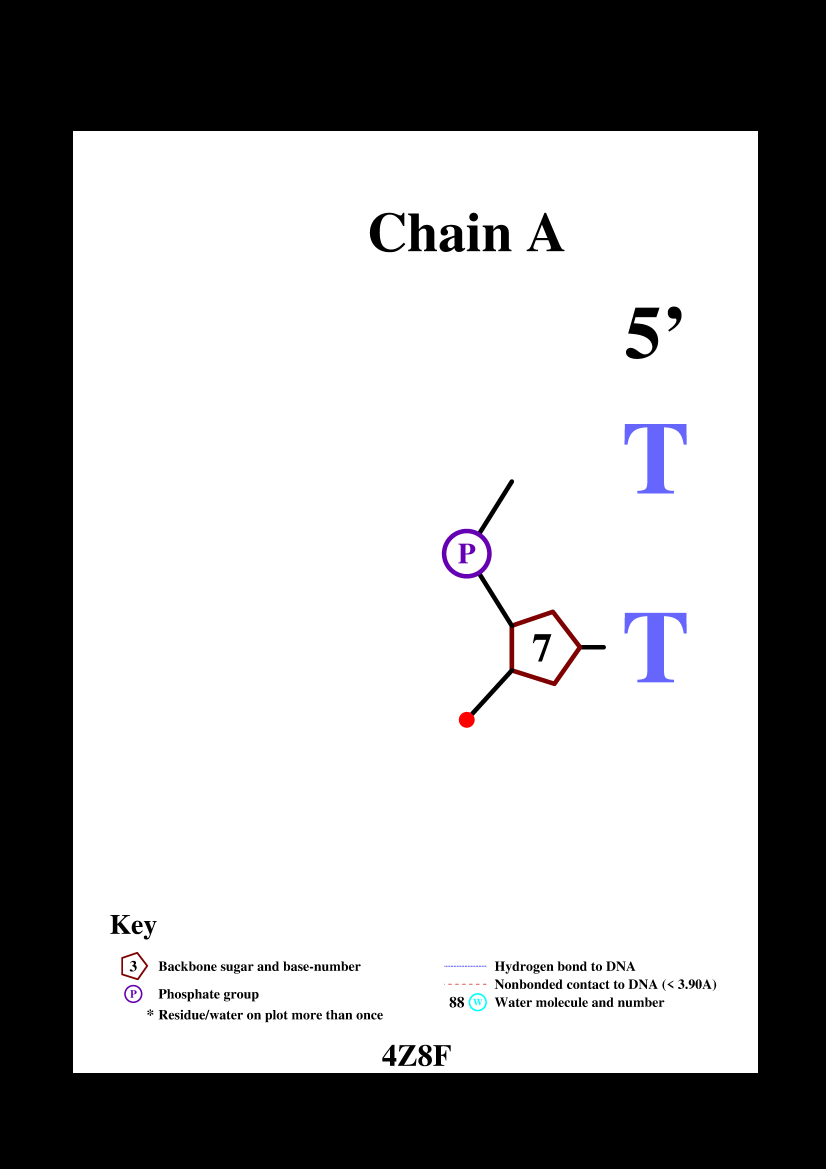 Chain A
5’
T
P
7 T
Key
3 Backbone sugar and base-number
P Phosphate group
* Residue/water on plot more than once
Hydrogen bond to DNA
Nonbonded contact to DNA (< 3.90A)
88 W Water molecule and number
4Z8F